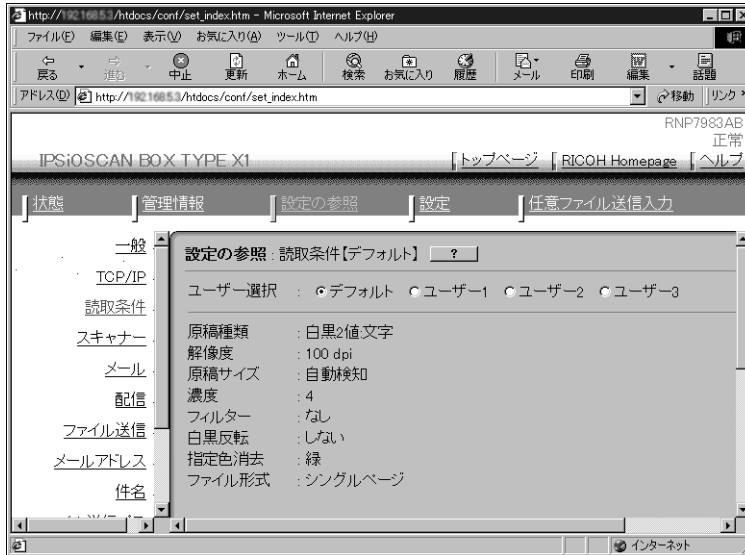 http://192.168.5.3/htdocs/conf/set_index.htm - Microsoft Internet Explorer
ファイル(F) 編集(E) 表示(V) お気に入り(A) ツール(T) ヘルプ(H)
戻る 進む 中止 更新 ホーム 検索 お気に入り 履歴 メール 印刷 編集 話題
アドレス(D) http://192.168.5.3/htdocs/conf/set_index.htm 移動 リンク »
RNP7983AB
正常
IPSiO SCAN BOX TYPE X1 [トップページ [RICOH Homepage [ヘルプ
状態 管理情報 設定の参照 設定 任意ファイル送信入力
一般
TCP/IP
読取条件
スキャナー
メール
配信
ファイル送信
メールアドレス
件名
設定の参照 : 読取条件【デフォルト】 ?
ユーザー選択 : デフォルト ユーザー1 ユーザー2 ユーザー3
原稿種類 : 白黒2値:文字
解像度 : 100 dpi
原稿サイズ : 自動検知
濃度 : 4
フィルター : なし
白黒反転 : しない
指定色消去 : 緑
ファイル形式 : シングルページ
インターネット